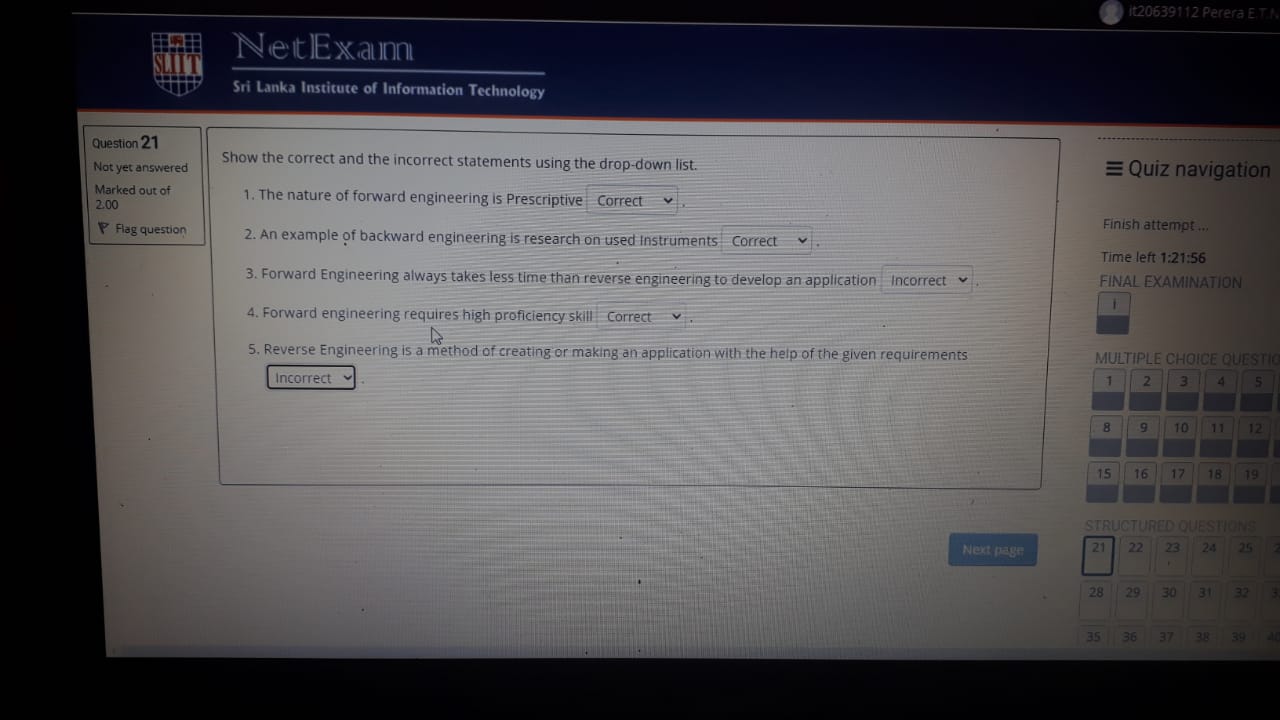 it20639112 Perera E.T.
SLIIT
NetExam
Sri Lanka Institute of Information Technology
Question 21
Not yet answered
Marked out of
2.00
Flag question
Show the correct and the incorrect statements using the drop-down list.
1. The nature of forward engineering is Prescriptive Correct .
2. An example of backward engineering is research on used Instruments Correct .
3. Forward Engineering always takes less time than reverse engineering to develop an application Incorrect .
4. Forward engineering requires high proficiency skill Correct .
5. Reverse Engineering is a method of creating or making an application with the help of the given requirements
Incorrect .
Next page
Quiz navigation
Finish attempt ...
Time left 1:21:56
FINAL EXAMINATION
i
MULTIPLE CHOICE
1 2 3 4 5
8 9 10 11 12
15 16 17 18 19
STRUCTURED QUESTIONS
21 22 23 24 25
28 29 30 31 32
35 36 37 38 39